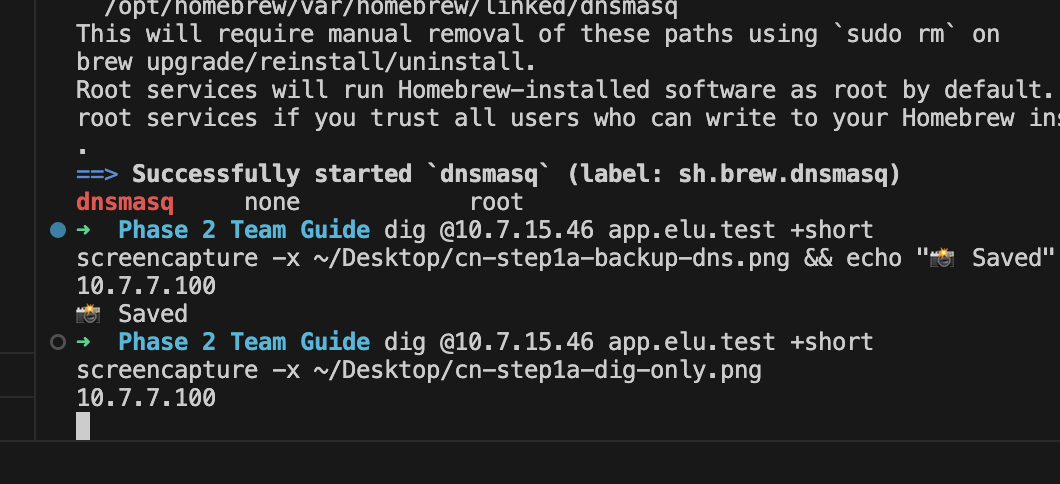 /opt/homebrew/var/homebrew/linked/dnsmasq
This will require manual removal of these paths using `sudo rm` on
brew upgrade/reinstall/uninstall.
Root services will run Homebrew-installed software as root by default.
root services if you trust all users who can write to your Homebrew ins
.
==> Successfully started `dnsmasq` (label: sh.brew.dnsmasq)
dnsmasq     none            root
➜  Phase 2 Team Guide dig @10.7.15.46 app.elu.test +short
screencapture -x ~/Desktop/cn-step1a-backup-dns.png && echo "📸 Saved"
10.7.7.100
📸 Saved
➜  Phase 2 Team Guide dig @10.7.15.46 app.elu.test +short
screencapture -x ~/Desktop/cn-step1a-dig-only.png
10.7.7.100